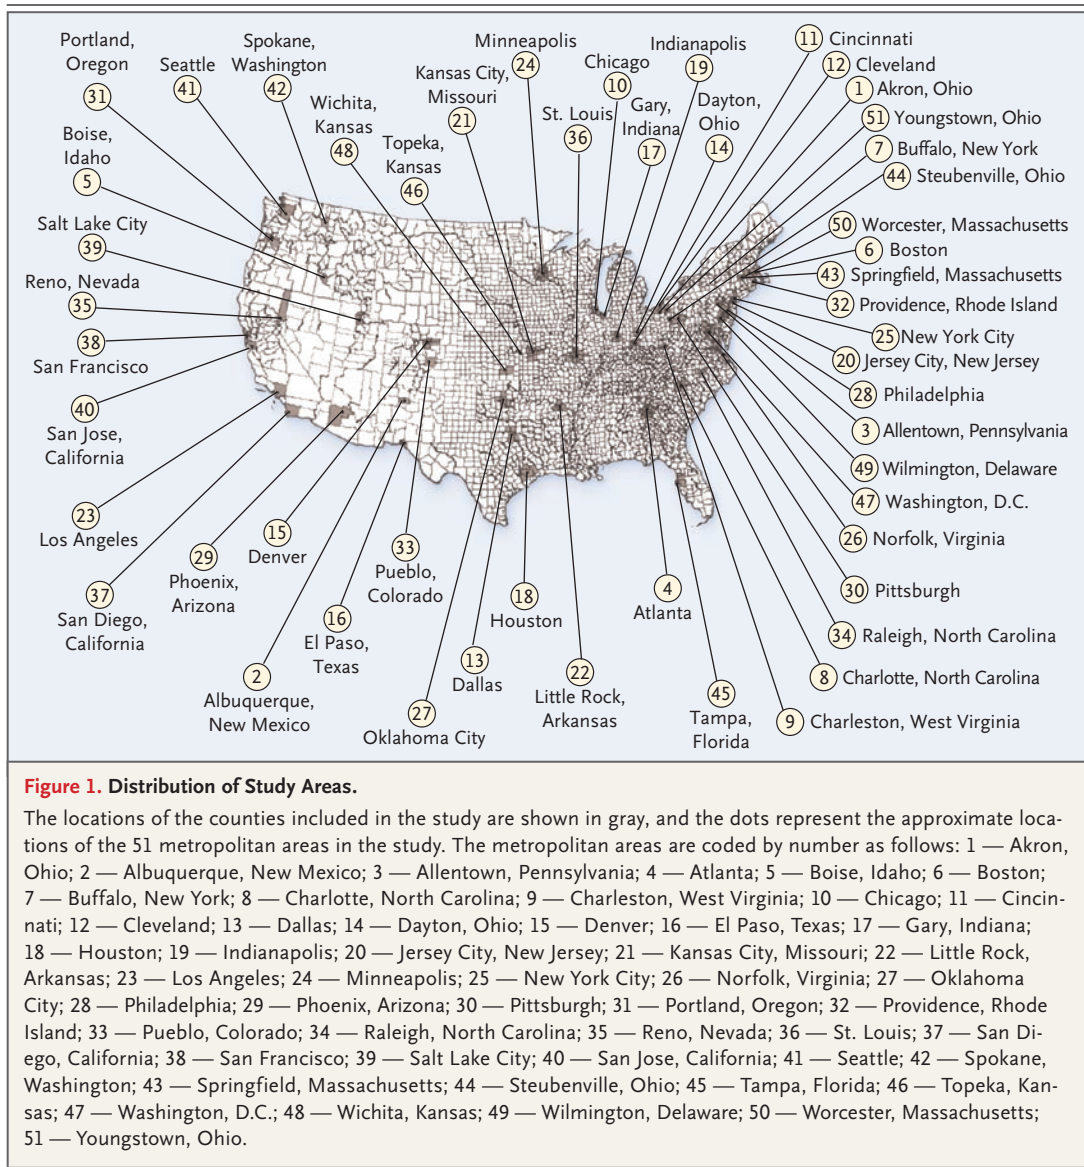 Portland,
Oregon
31
Seattle
41
Spokane,
Washington
42
Minneapolis
24
Indianapolis
19
11 Cincinnati
Chicago
10
12 Cleveland
Kansas City,
Missouri
21
1 Akron, Ohio
Wichita,
Kansas
48
St. Louis
36
Gary,
Indiana
17
Dayton,
Ohio
14
51 Youngstown, Ohio
Boise,
Idaho
5
Topeka,
Kansas
46
7 Buffalo, New York
44 Steubenville, Ohio
Salt Lake City
39
50 Worcester, Massachusetts
6 Boston
Reno, Nevada
35
43 Springfield, Massachusetts
32 Providence, Rhode Island
38
San Francisco
25 New York City
20 Jersey City, New Jersey
28 Philadelphia
40
San Jose,
California
3 Allentown, Pennsylvania
49 Wilmington, Delaware
23
Los Angeles
47 Washington, D.C.
15
Denver
29
Phoenix,
Arizona
33
Pueblo,
Colorado
26 Norfolk, Virginia
37
San Diego,
California
18
Houston
4
Atlanta
30 Pittsburgh
16
El Paso,
Texas
34 Raleigh, North Carolina
2
Albuquerque,
New Mexico
13
Dallas
22
Little Rock,
Arkansas
8 Charlotte, North Carolina
27
Oklahoma City
45
Tampa,
Florida
9 Charleston, West Virginia
Figure 1. Distribution of Study Areas.
The locations of the counties included in the study are shown in gray, and the dots represent the approximate loca-
tions of the 51 metropolitan areas in the study. The metropolitan areas are coded by number as follows: 1 — Akron,
Ohio; 2 — Albuquerque, New Mexico; 3 — Allentown, Pennsylvania; 4 — Atlanta; 5 — Boise, Idaho; 6 — Boston;
7 — Buffalo, New York; 8 — Charlotte, North Carolina; 9 — Charleston, West Virginia; 10 — Chicago; 11 — Cincin-
nati; 12 — Cleveland; 13 — Dallas; 14 — Dayton, Ohio; 15 — Denver; 16 — El Paso, Texas; 17 — Gary, Indiana;
18 — Houston; 19 — Indianapolis; 20 — Jersey City, New Jersey; 21 — Kansas City, Missouri; 22 — Little Rock,
Arkansas; 23 — Los Angeles; 24 — Minneapolis; 25 — New York City; 26 — Norfolk, Virginia; 27 — Oklahoma
City; 28 — Philadelphia; 29 — Phoenix, Arizona; 30 — Pittsburgh; 31 — Portland, Oregon; 32 — Providence, Rhode
Island; 33 — Pueblo, Colorado; 34 — Raleigh, North Carolina; 35 — Reno, Nevada; 36 — St. Louis; 37 — San Di-
ego, California; 38 — San Francisco; 39 — Salt Lake City; 40 — San Jose, California; 41 — Seattle; 42 — Spokane,
Washington; 43 — Springfield, Massachusetts; 44 — Steubenville, Ohio; 45 — Tampa, Florida; 46 — Topeka, Kan-
sas; 47 — Washington, D.C.; 48 — Wichita, Kansas; 49 — Wilmington, Delaware; 50 — Worcester, Massachusetts;
51 — Youngstown, Ohio.